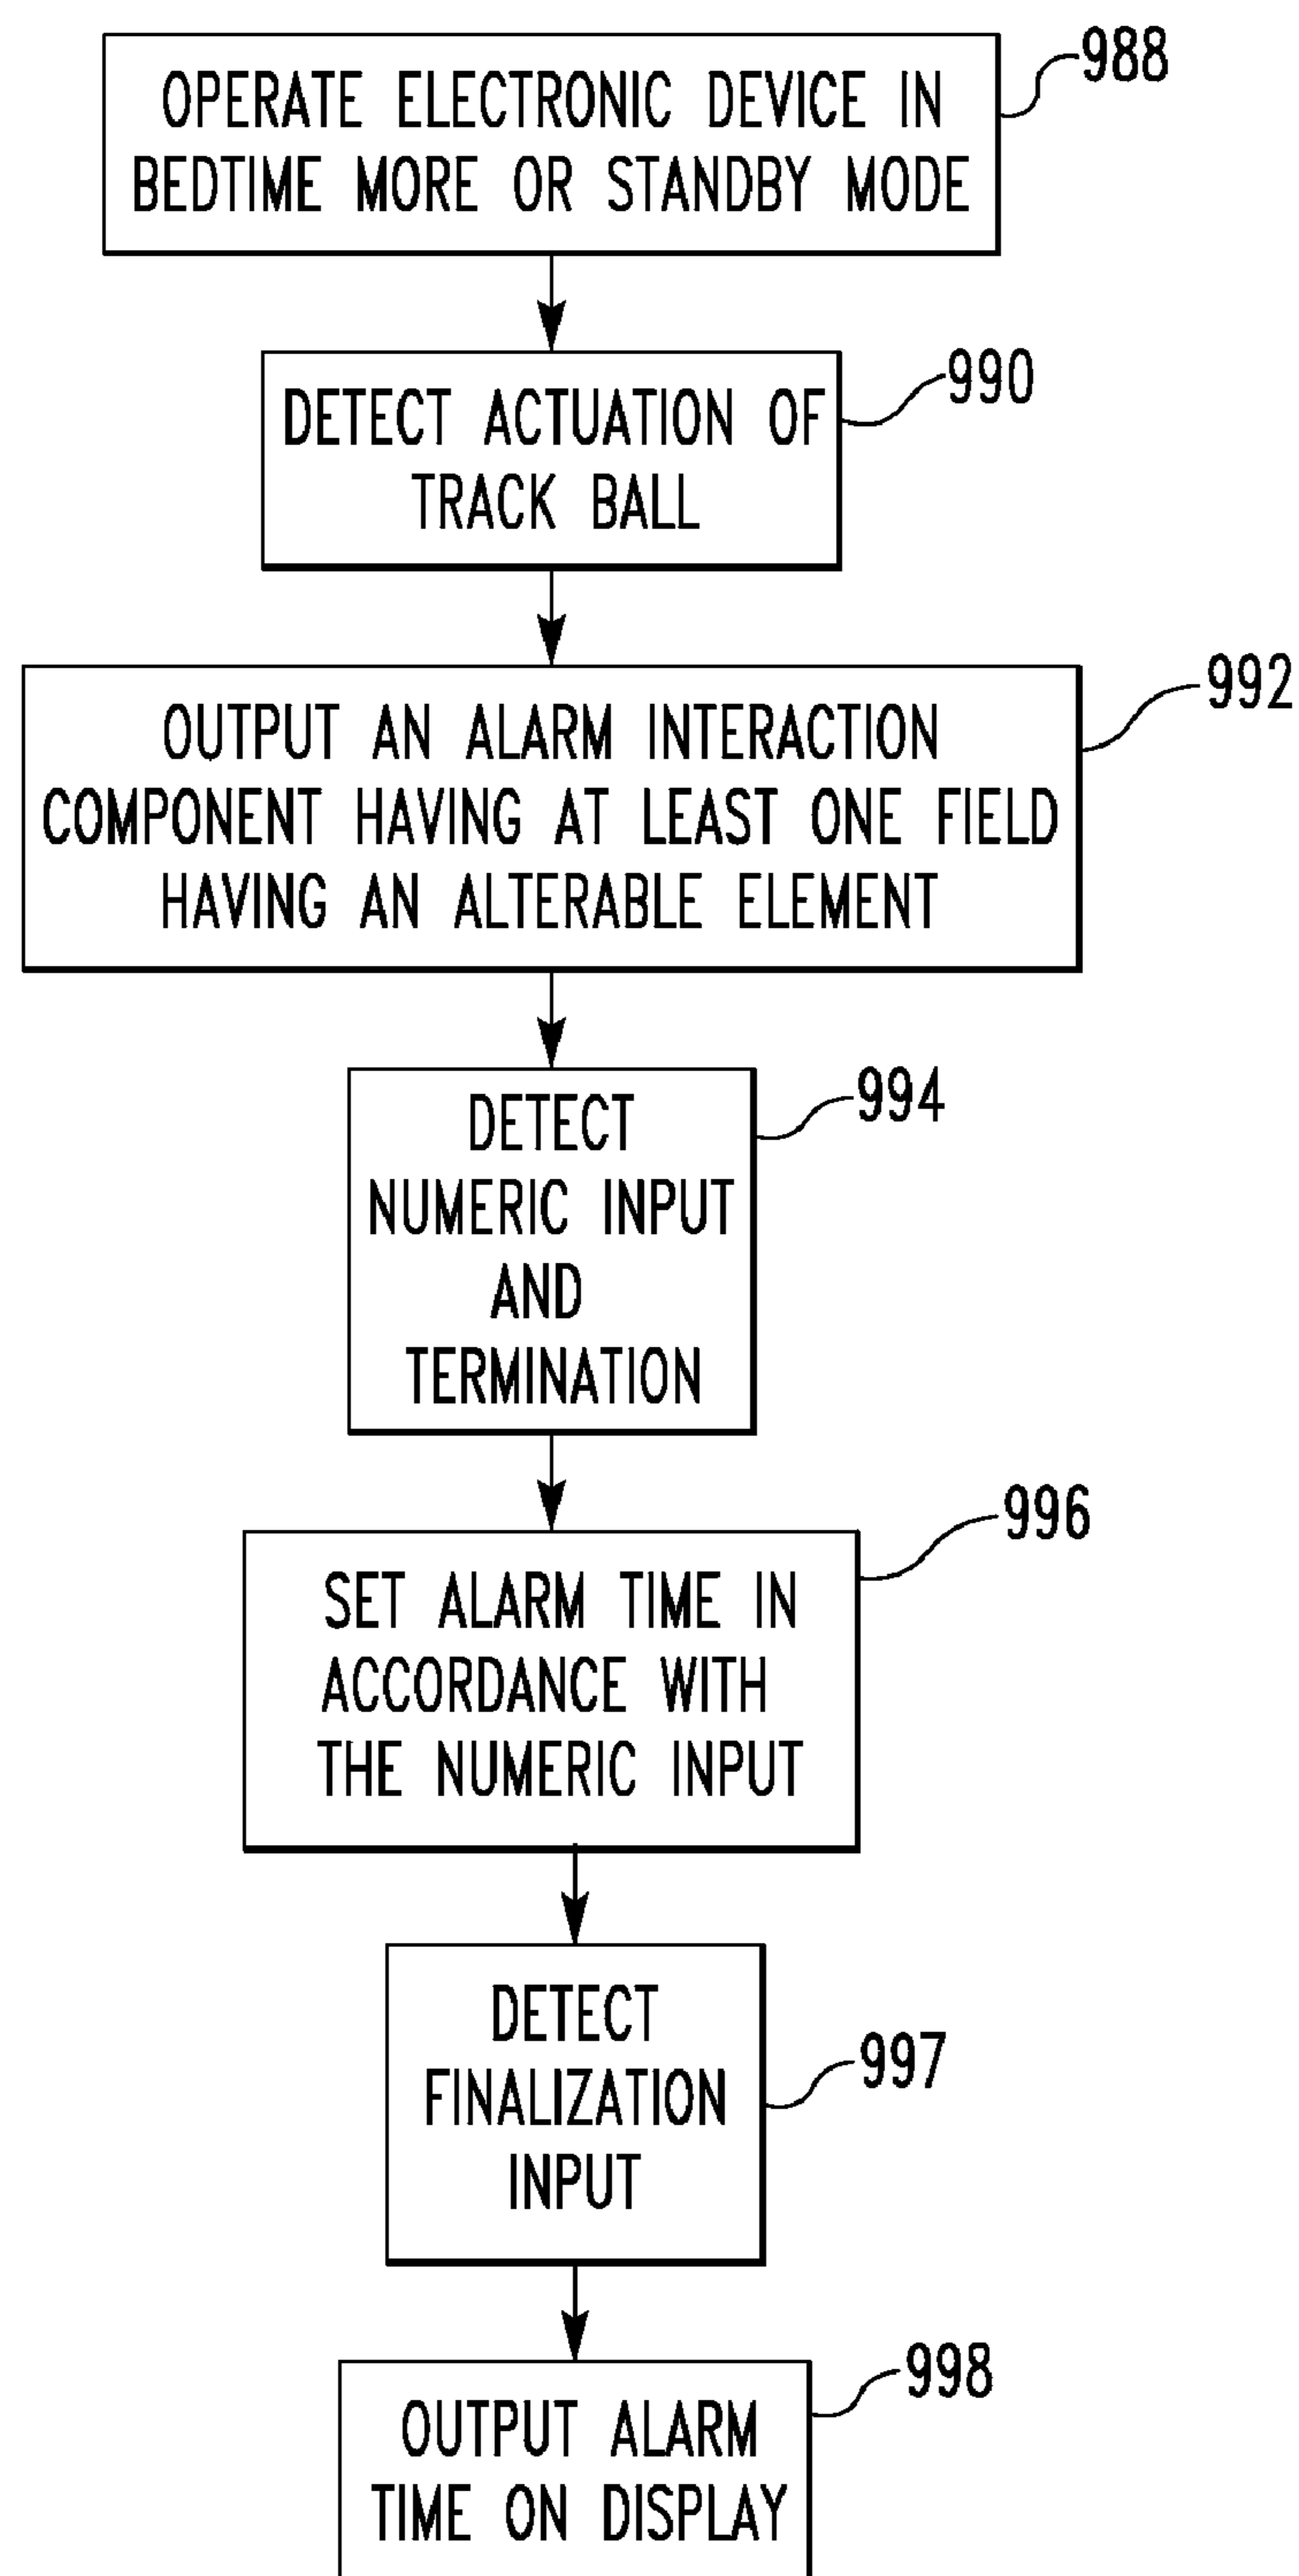 988
OPERATE ELECTRONIC DEVICE IN
BEDTIME MORE OR STANDBY MODE
990
DETECT ACTUATION OF
TRACK BALL
992
OUTPUT AN ALARM INTERACTION
COMPONENT HAVING AT LEAST ONE FIELD
HAVING AN ALTERABLE ELEMENT
994
DETECT
NUMERIC INPUT
AND
TERMINATION
996
SET ALARM TIME IN
ACCORDANCE WITH
THE NUMERIC INPUT
997
DETECT
FINALIZATION
INPUT
998
OUTPUT ALARM
TIME ON DISPLAY